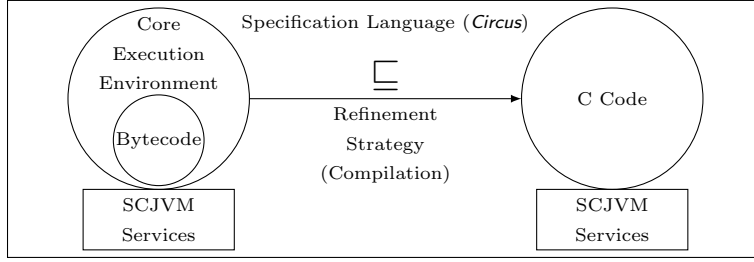 Specification Language (Circus)
Core
Execution
Environment
Bytecode
SCJVM
Services
⊑
Refinement
Strategy
(Compilation)
C Code
SCJVM
Services